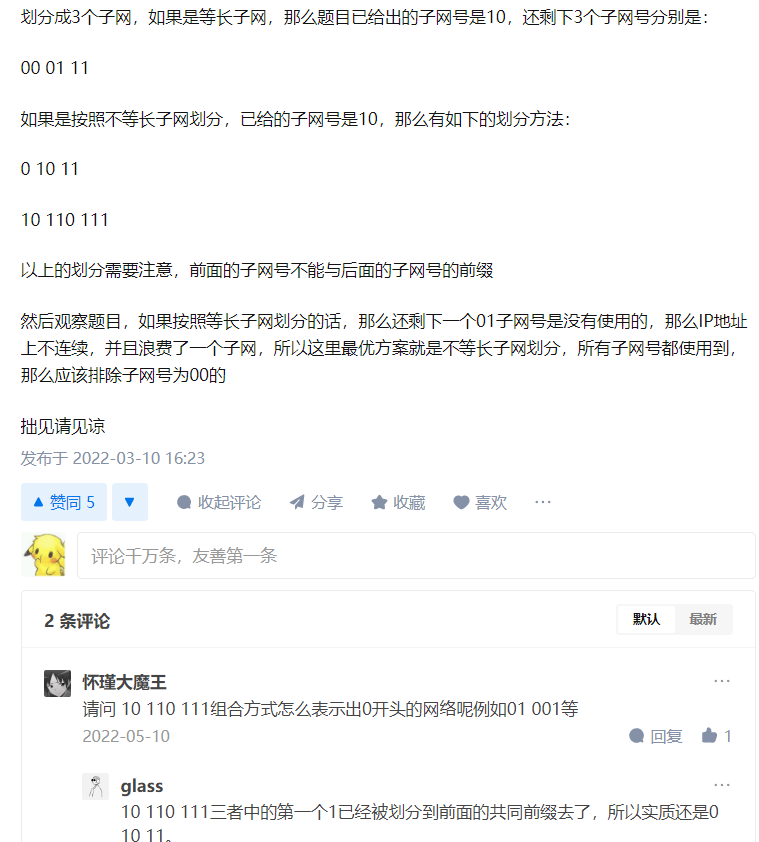 划分成3个子网，如果是等长子网，那么题目已给出的子网号是10，还剩下3个子网号分别是：
00 01 11
如果是按照不等长子网划分，已给的子网号是10，那么有如下的划分方法：
0 10 11
10 110 111
以上的划分需要注意，前面的子网号不能与后面的子网号的前缀
然后观察题目，如果按照等长子网划分的话，那么还剩下一个01子网号是没有使用的，那么IP地址
上不连续，并且浪费了一个子网，所以这里最优方案就是不等长子网划分，所有子网号都使用到，
那么应该排除子网号为00的
拙见请见谅
发布于 2022-03-10 16:23
赞同 5 收起评论 分享 收藏 喜欢 ···
评论千万条，友善第一条
2 条评论 默认 最新
怀瑾大魔王 ···
请问 10 110 111组合方式怎么表示出0开头的网络呢例如01 001等
2022-05-10 回复 1
glass ···
10 110 111三者中的第一个1已经被划分到前面的共同前缀去了，所以实质还是0
10 11。